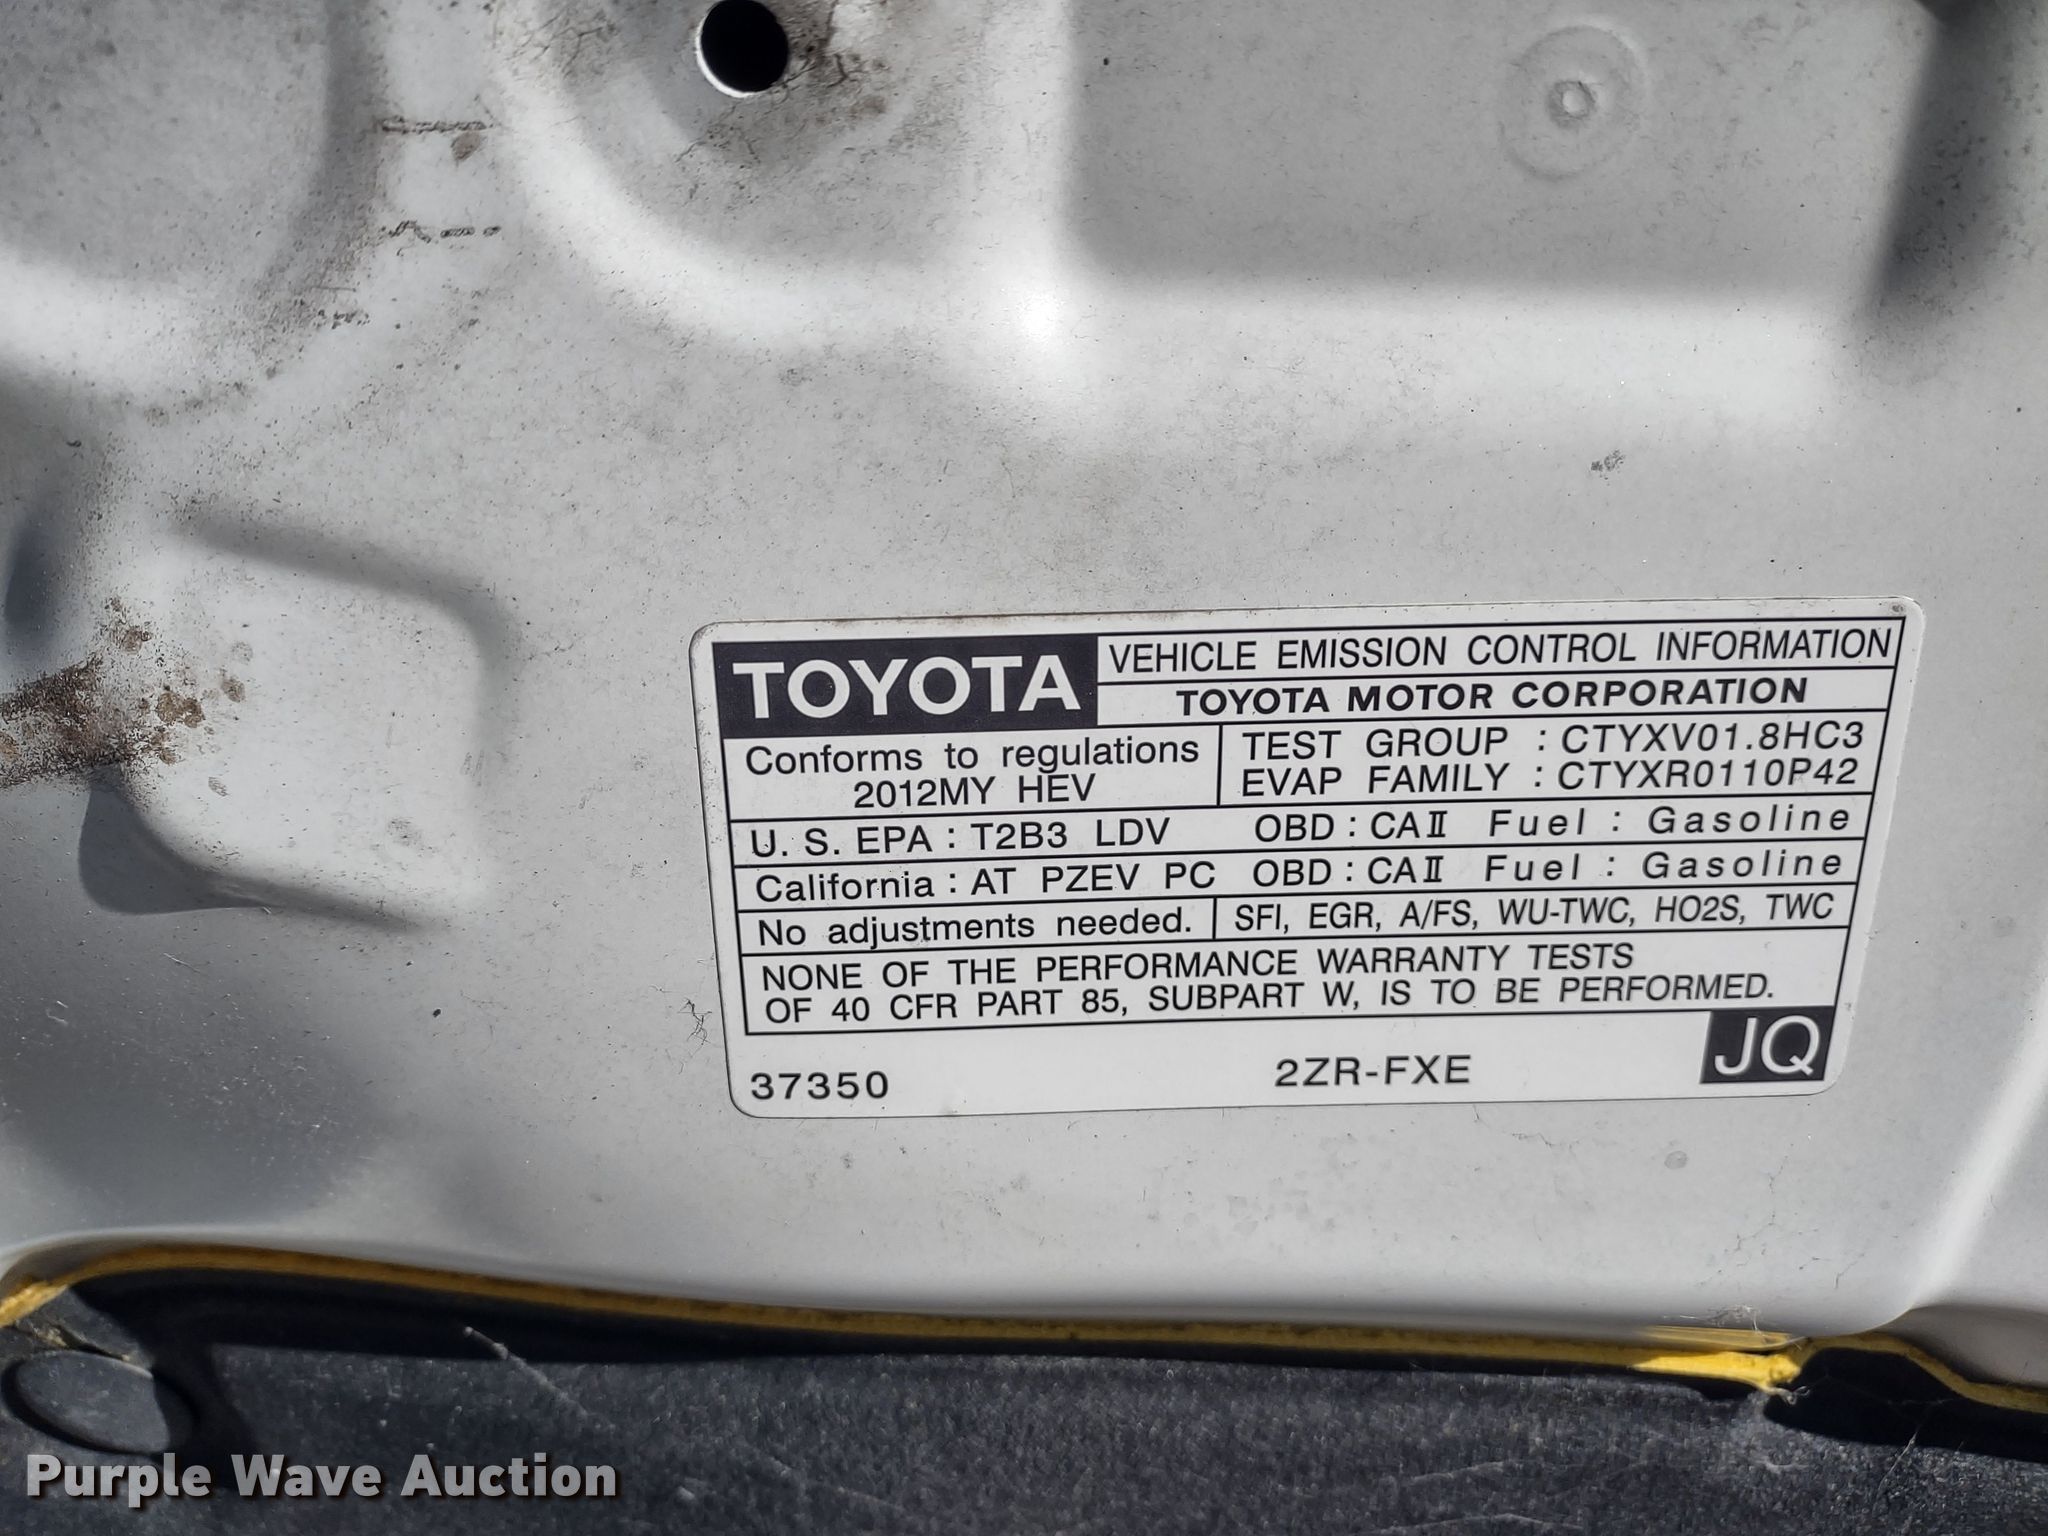 TOYOTA VEHICLE EMISSION CONTROL INFORMATION
TOYOTA MOTOR CORPORATION
Conforms to regulations
2012MY HEV
TEST GROUP : CTYXV01.8HC3
EVAP FAMILY : CTYXR0110P42
U. S. EPA : T2B3 LDV OBD : CAⅡ Fuel : Gasoline
California : AT PZEV PC OBD : CAⅡ Fuel : Gasoline
No adjustments needed. SFI, EGR, A/FS, WU-TWC, HO2S, TWC
NONE OF THE PERFORMANCE WARRANTY TESTS
OF 40 CFR PART 85, SUBPART W, IS TO BE PERFORMED.
37350 2ZR-FXE JQ
Purple Wave Auction